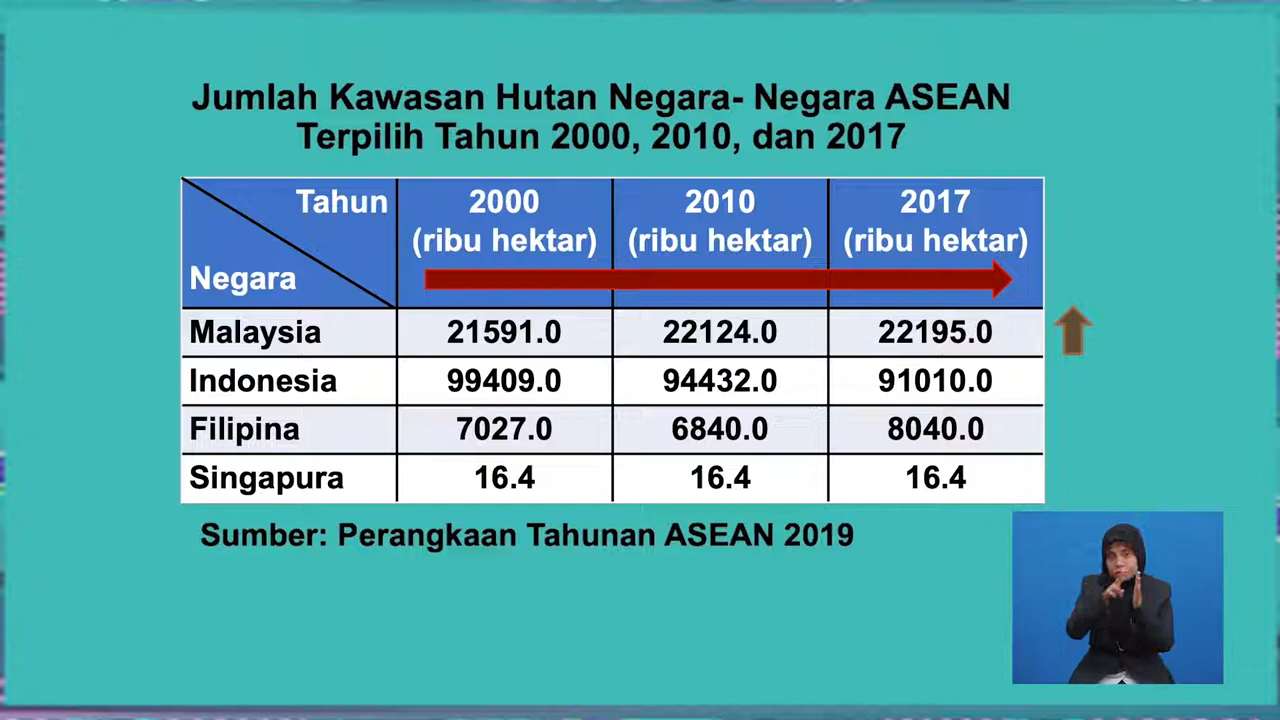 Jumlah Kawasan Hutan Negara- Negara ASEAN
Terpilih Tahun 2000, 2010, dan 2017
Tahun 2000 2010 2017
(ribu hektar) (ribu hektar) (ribu hektar)
Negara
Malaysia 21591.0 22124.0 22195.0
Indonesia 99409.0 94432.0 91010.0
Filipina 7027.0 6840.0 8040.0
Singapura 16.4 16.4 16.4
Sumber: Perangkaan Tahunan ASEAN 2019